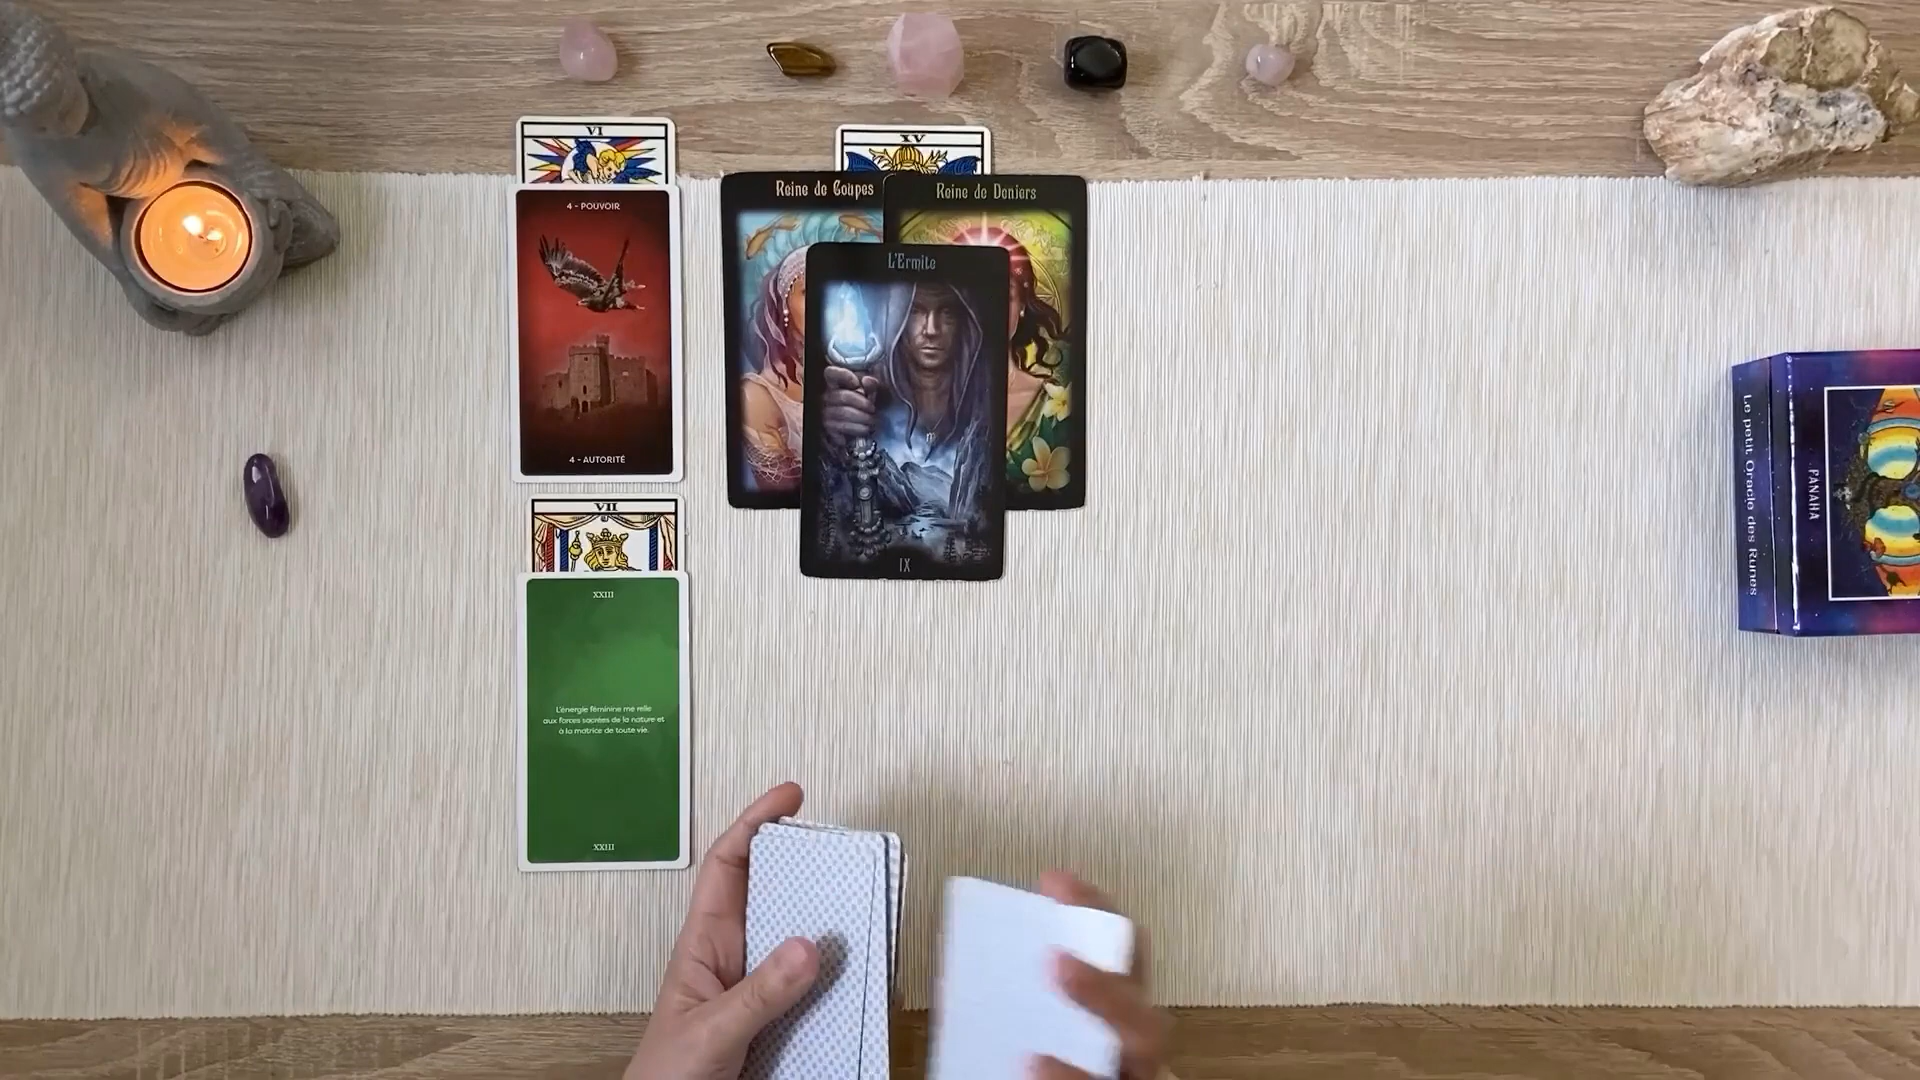 VI
4 - POUVOIR
4 - AUTORITÉ
VII
XXIII
L'énergie féminine me relie
aux forces sacrées de la nature et
à la matrice de toute vie.
XXIII
XV
Reine de Coupes
Reine de Deniers
L'Ermite
IX
Le petit Oracle des Runes
PANAHA